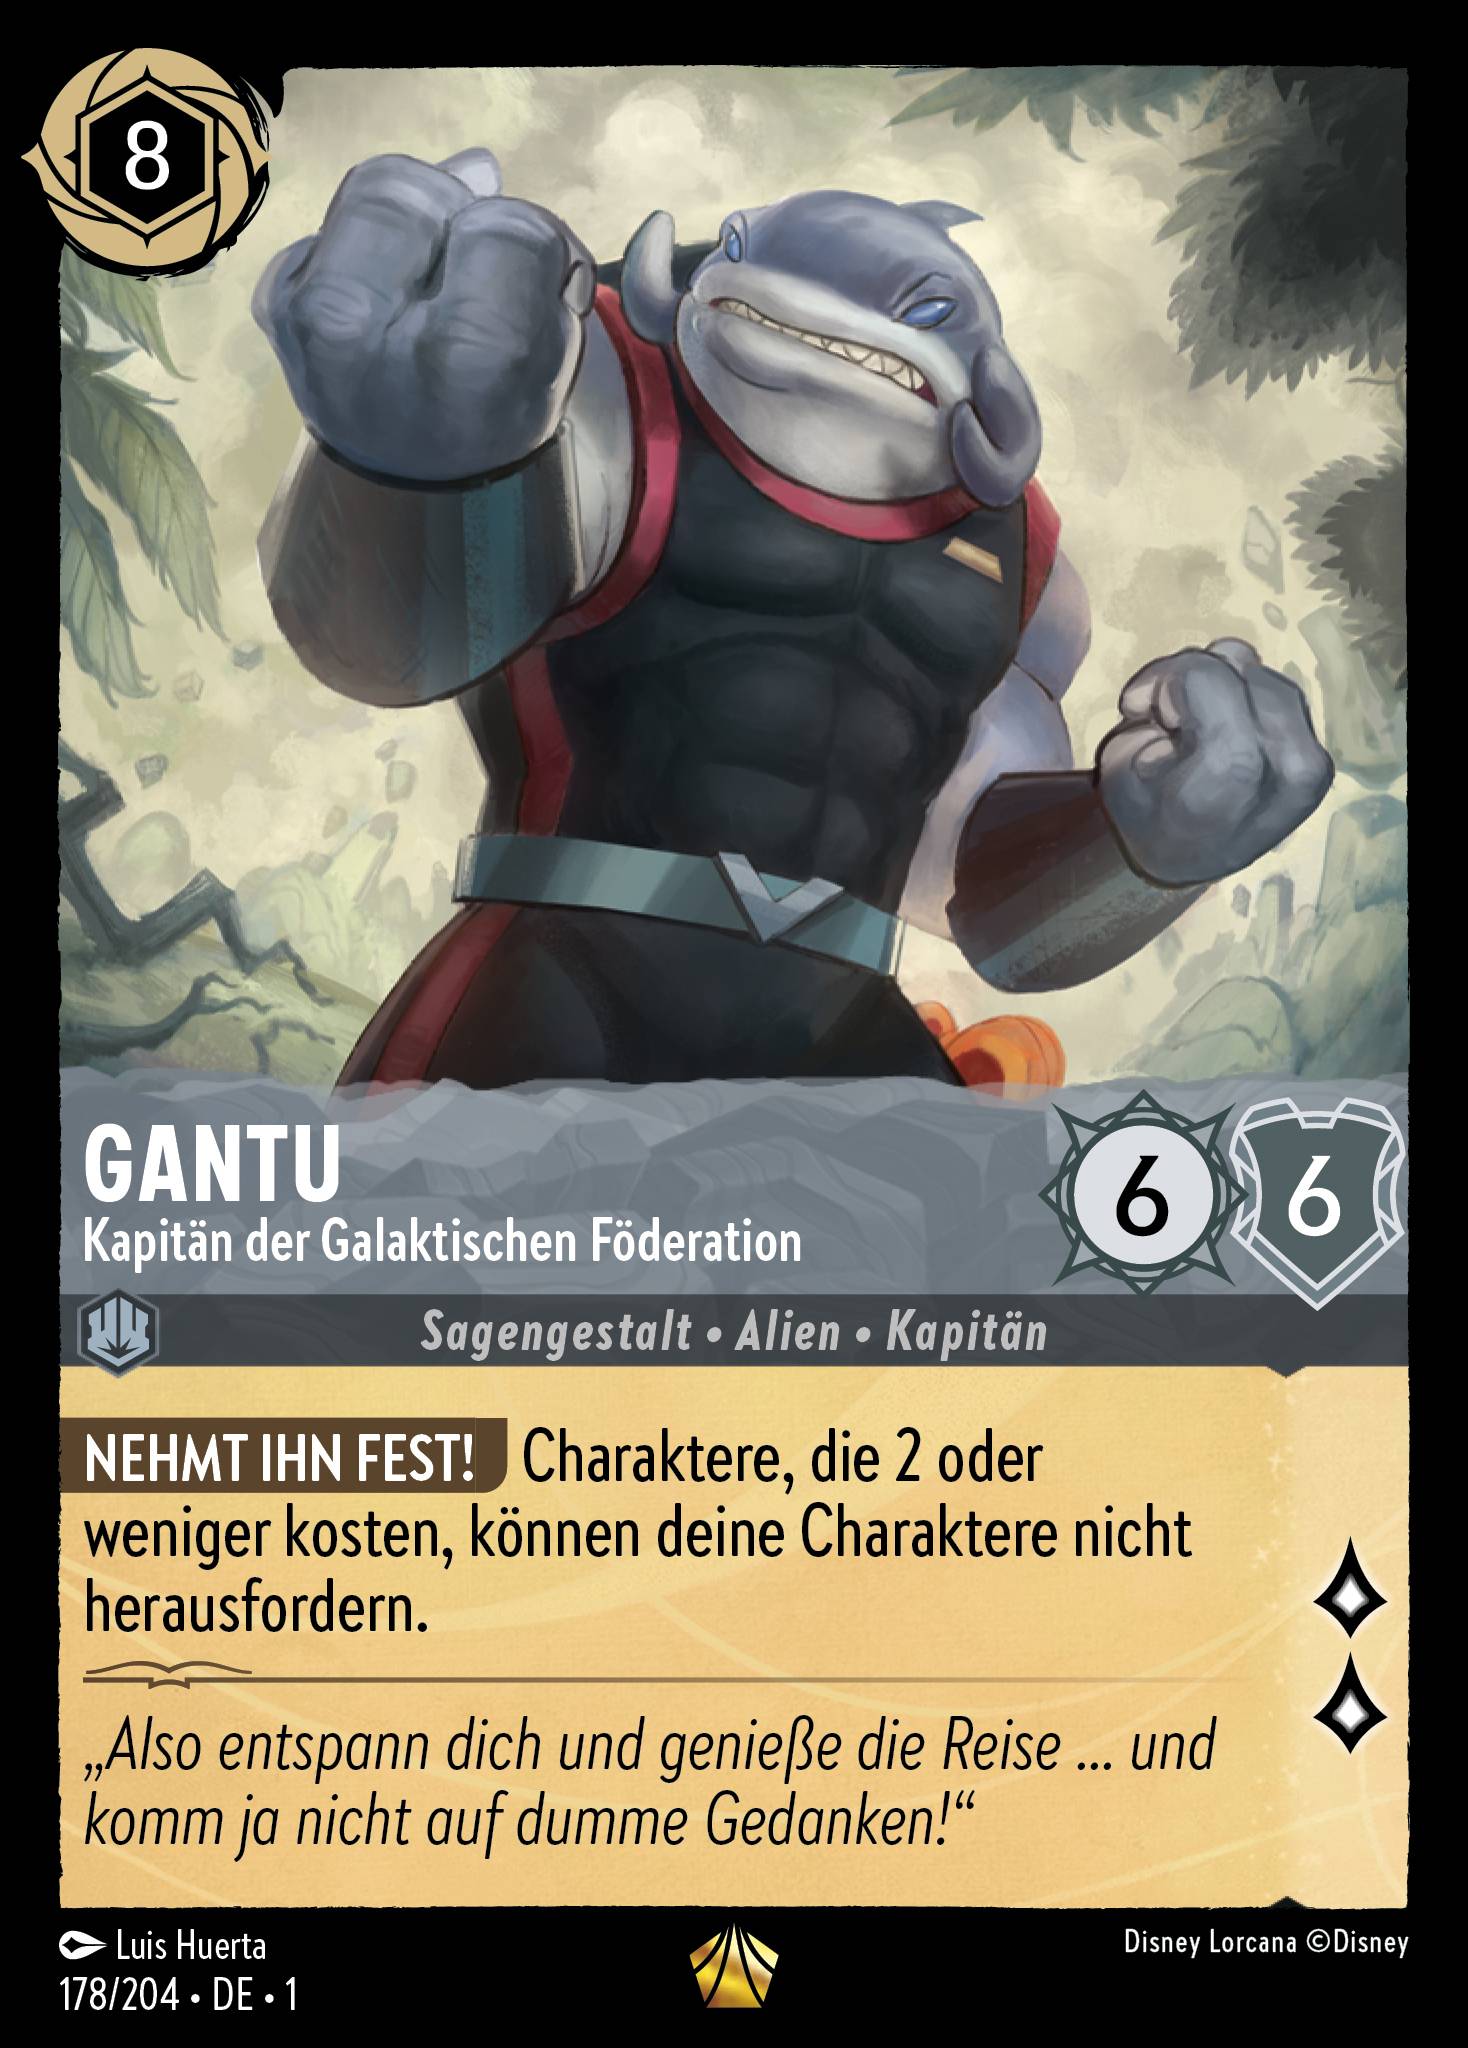 8
GANTU
Kapitän der Galaktischen Föderation
6
6
Sagengestalt • Alien • Kapitän
NEHMT IHN FEST! Charaktere, die 2 oder
weniger kosten, können deine Charaktere nicht
herausfordern.
„Also entspann dich und genieße die Reise ... und
komm ja nicht auf dumme Gedanken!“
Luis Huerta
178/204 • DE • 1
Disney Lorcana ©Disney